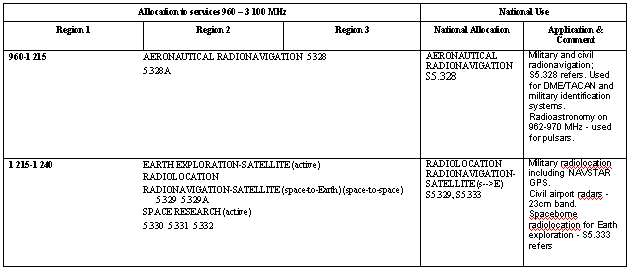 Allocation to services 960 – 3 100 MHz
National Use
Region 1
Region 2
Region 3
National Allocation
Application &
Comment
960-1 215
AERONAUTICAL RADIONAVIGATION 5.328
5.328A
AERONAUTICAL
RADIONAVIGATION
S5.328
Military and civil
radionavigation;
S5.328 refers. Used
for DME/TACAN and
military identification
systems.
Radioastronomy on
962-970 MHz - used
for pulsars.
1 215-1 240
EARTH EXPLORATION-SATELLITE (active)
RADIOLOCATION
RADIONAVIGATION-SATELLITE (space-to-Earth) (space-to-space)
5.329 5.329A
SPACE RESEARCH (active)
5.330 5.331 5.332
RADIOLOCATION
RADIONAVIGATION-
SATELLITE (s-->E)
S5.329, S5.333
Military radiolocation
including NAVSTAR
GPS.
Civil airport radars -
23cm band.
Spaceborne
radiolocation for Earth
exploration - S5.333
refers